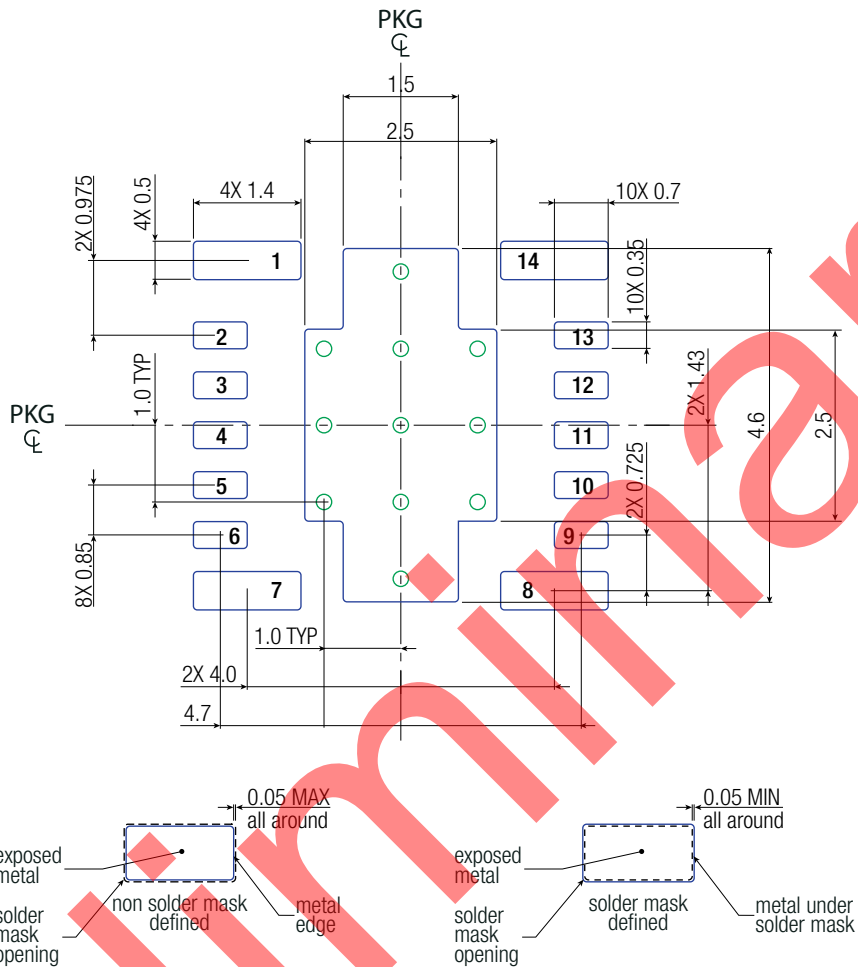 PKG
℄
1.5
2.5
4X 1.4
10X 0.7
4X 0.5
2X 0.975
10X 0.35
1
14
2
13
3
12
4
11
5
10
6
9
7
8
1.0 TYP
PKG
℄
2X 1.43
4.6
2.5
2X 0.725
8X 0.85
1.0 TYP
2X 4.0
4.7
0.05 MAX
all around
exposed
metal
solder
mask
opening
non solder mask
defined
metal
edge
0.05 MIN
all around
exposed
metal
solder
mask
opening
solder mask
defined
metal under
solder mask
liminar